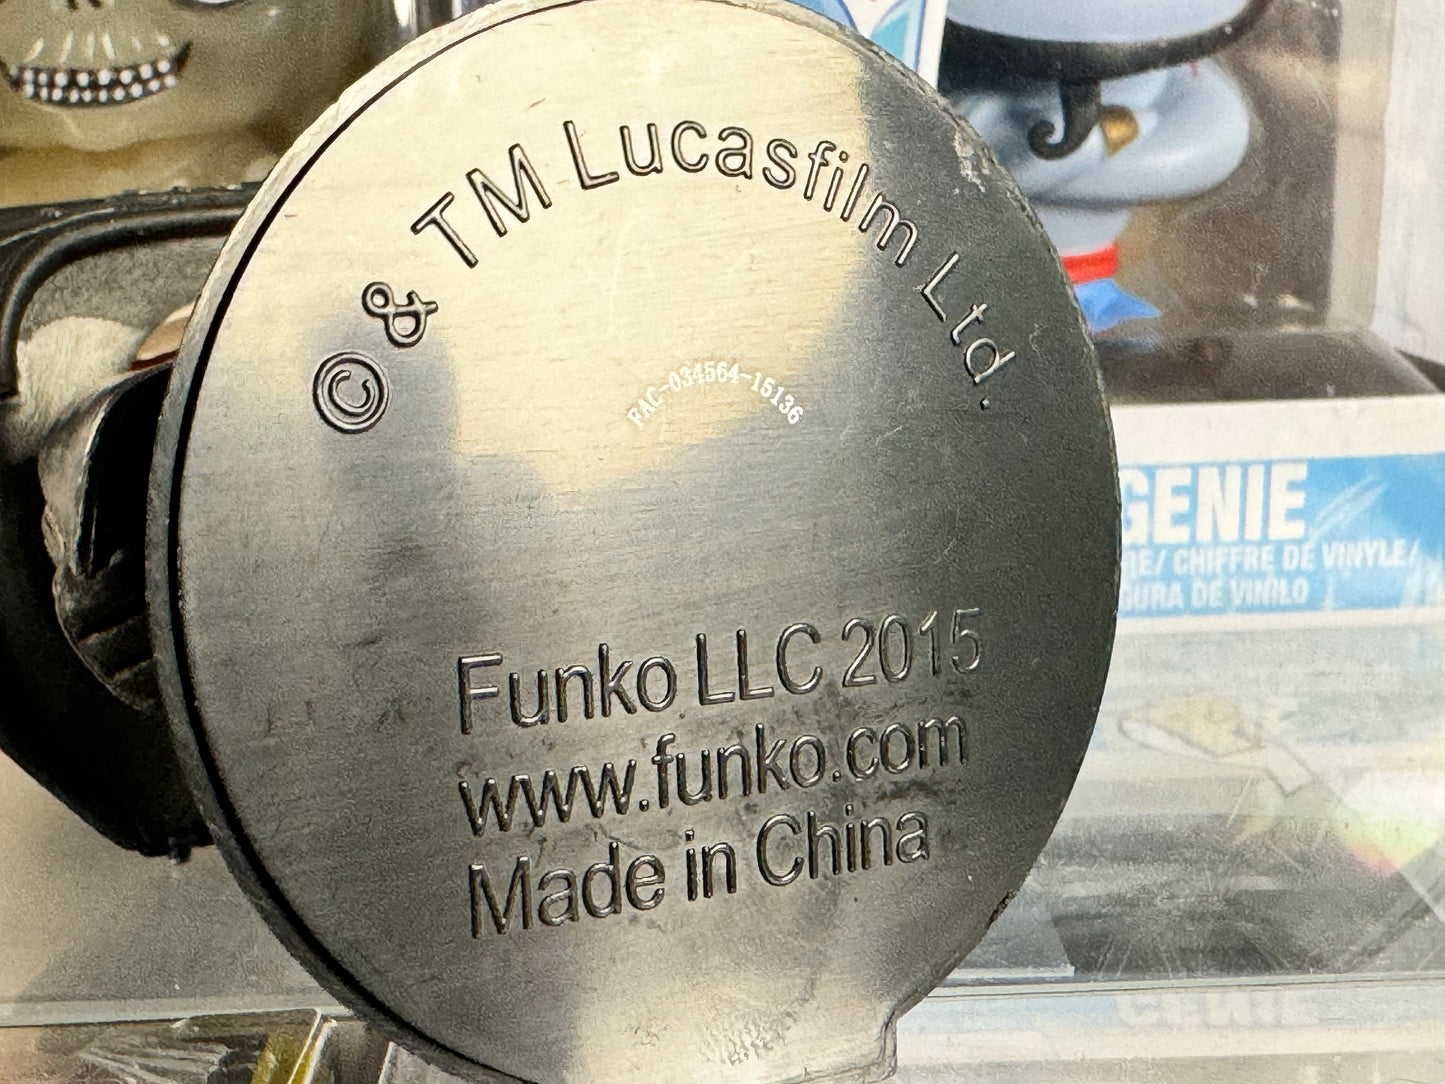 © & TM Lucasfilm Ltd.
FAC-034564-15136
Funko LLC 2015
www.funko.com
Made in China
GENIE
CHIFFRE DE VINYLE/
DE VINILO
GENIE